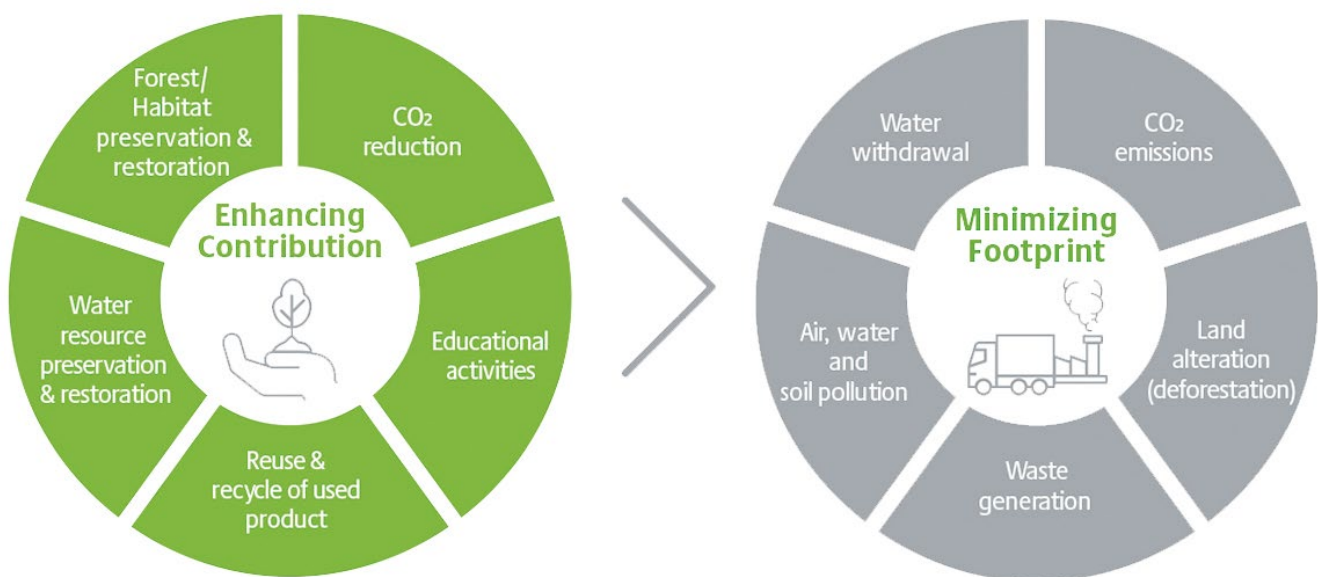 Forest/
Habitat
preservation &
restoration
CO₂
reduction
Enhancing
Contribution
Water
resource
preservation
& restoration
Educational
activities
Reuse &
recycle of used
product
Water
withdrawal
CO₂
emissions
Minimizing
Footprint
Air, water
and
soil pollution
Land
alteration
(deforestation)
Waste
generation